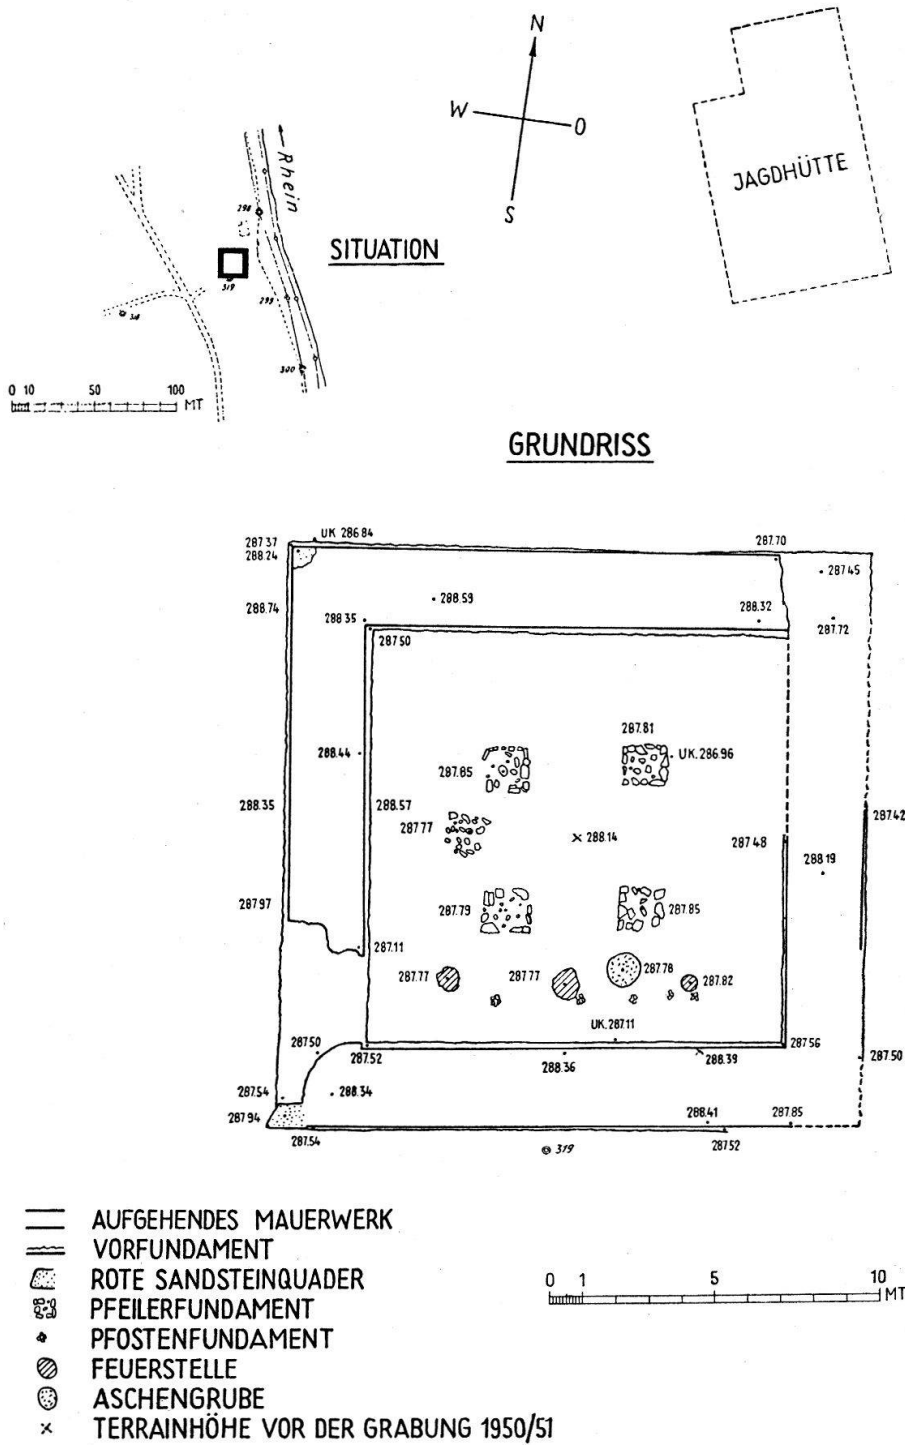 N
W
O
S
JAGDHÜTTE
Rhein
298
SITUATION
319
299
318
300
0 10 50 100
MT
GRUNDRISS
UK 286.84
287.37
288.24
287.70
287.45
288.74
288.59
288.35
288.32
287.72
287.50
287.81
288.44
287.85
UK.286.96
288.35
288.57
287.77
288.14
287.48
287.42
288.19
287.97
287.79
287.85
287.11
287.77
287.77
287.78
287.82
UK.287.11
287.50
287.52
288.36
288.39
287.56
287.50
287.54
288.34
287.94
288.41
287.85
287.54
287.52
319
AUFGEHENDES MAUERWERK
VORFUNDAMENT
ROTE SANDSTEINQUADER
PFEILERFUNDAMENT
PFOSTENFUNDAMENT
FEUERSTELLE
ASCHENGRUBE
TERRAINHÖHE VOR DER GRABUNG 1950/51
0 1 5 10
MT